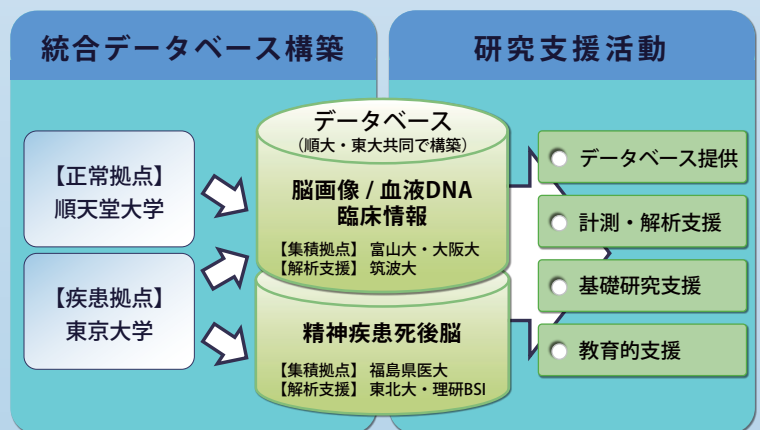 統合データベース構築
研究支援活動
【正常拠点】
順天堂大学
【疾患拠点】
東京大学
データベース
（順大・東大共同で構築）
脳画像 / 血液DNA
臨床情報
【集積拠点】 富山大・大阪大
【解析支援】 筑波大
精神疾患死後脳
【集積拠点】 福島県医大
【解析支援】 東北大・理研BSI
データベース提供
計測・解析支援
基礎研究支援
教育的支援